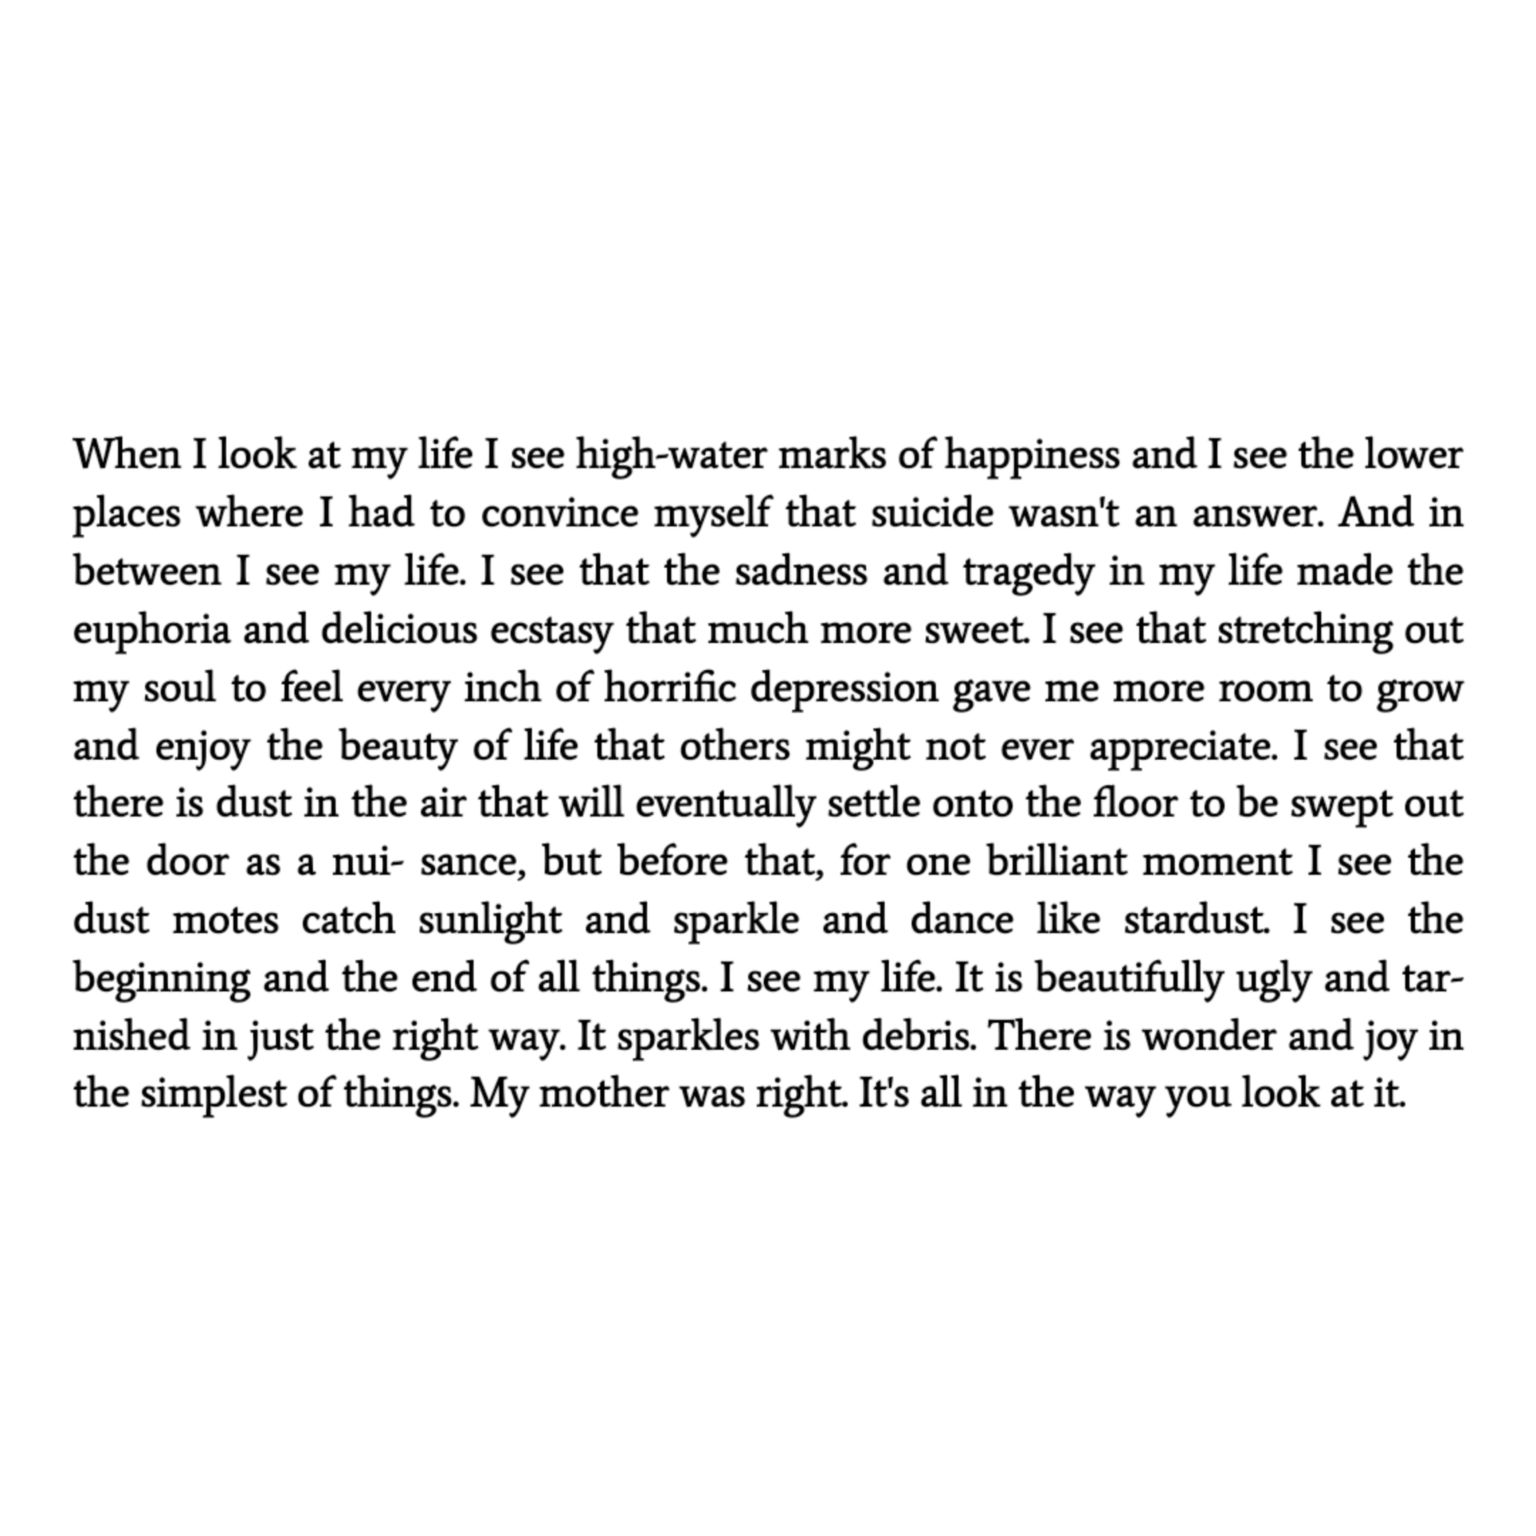 When I look at my life I see high-water marks of happiness and I see the lower
places where I had to convince myself that suicide wasn't an answer. And in
between I see my life. I see that the sadness and tragedy in my life made the
euphoria and delicious ecstasy that much more sweet. I see that stretching out
my soul to feel every inch of horrific depression gave me more room to grow
and enjoy the beauty of life that others might not ever appreciate. I see that
there is dust in the air that will eventually settle onto the floor to be swept out
the door as a nui- sance, but before that, for one brilliant moment I see the
dust motes catch sunlight and sparkle and dance like stardust. I see the
beginning and the end of all things. I see my life. It is beautifully ugly and tar-
nished in just the right way. It sparkles with debris. There is wonder and joy in
the simplest of things. My mother was right. It's all in the way you look at it.